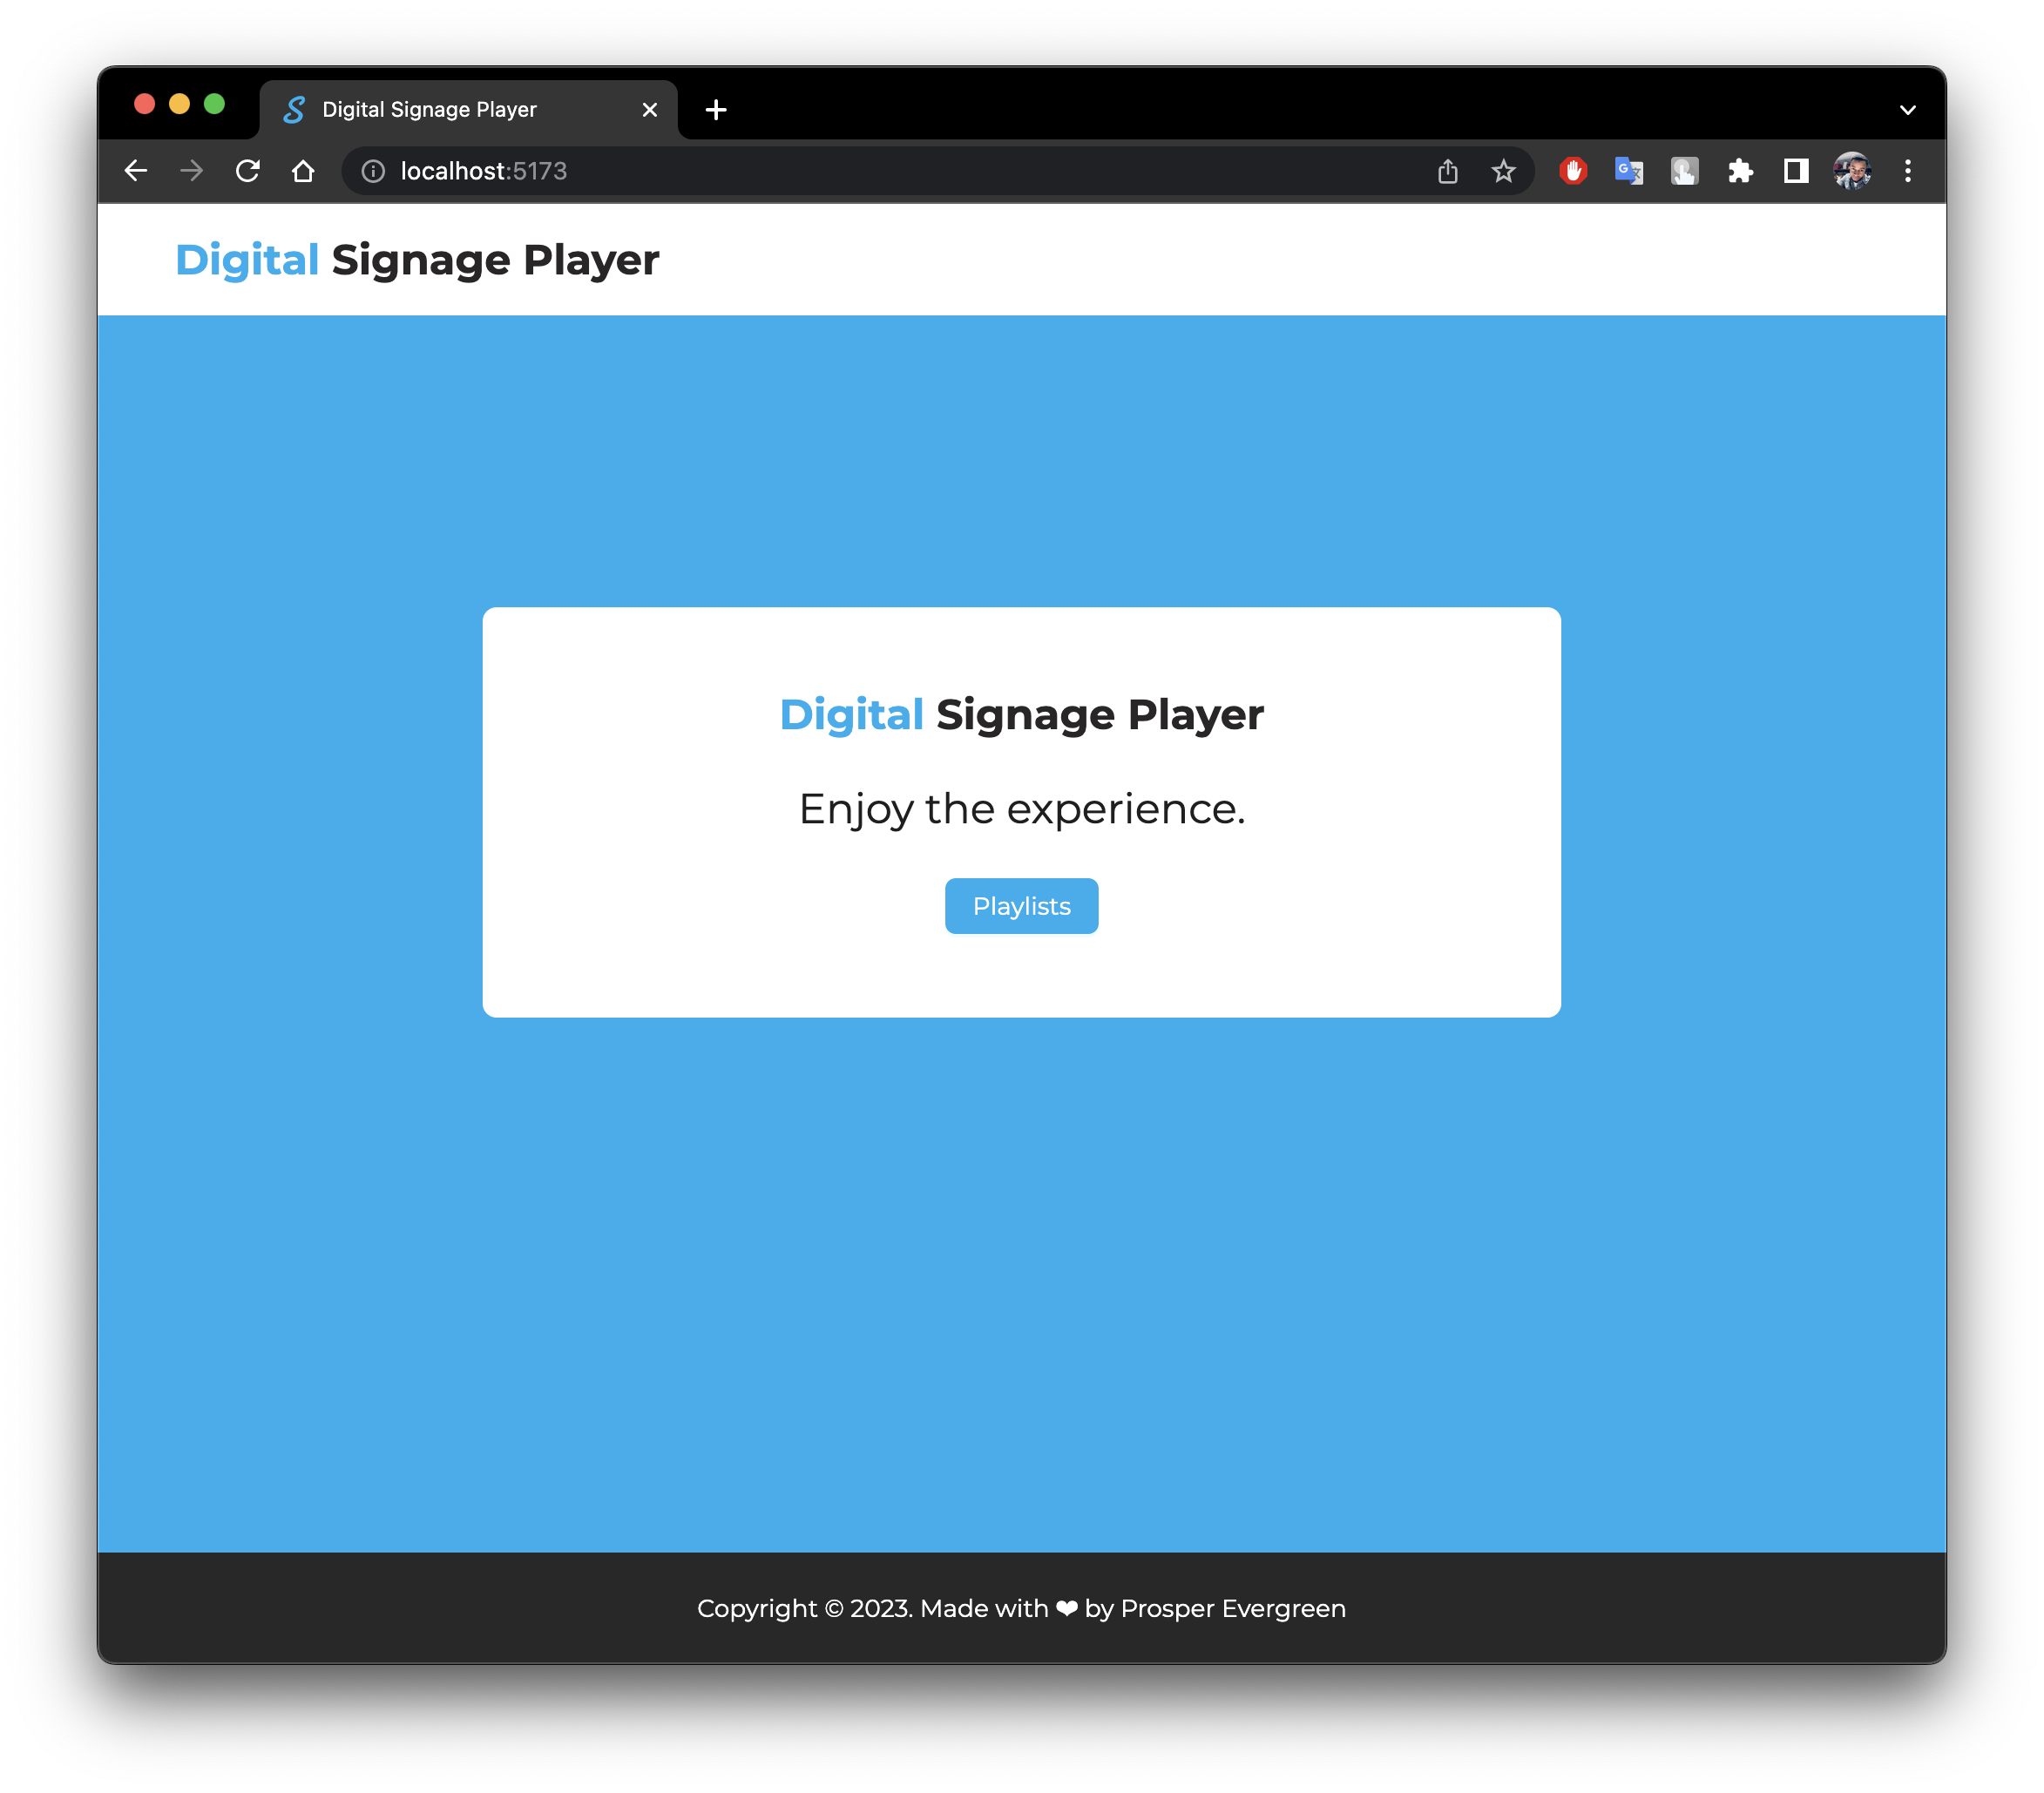 Digital Signage Player
localhost:5173
Digital Signage Player
Digital Signage Player
Enjoy the experience.
Playlists
Copyright © 2023. Made with ❤ by Prosper Evergreen